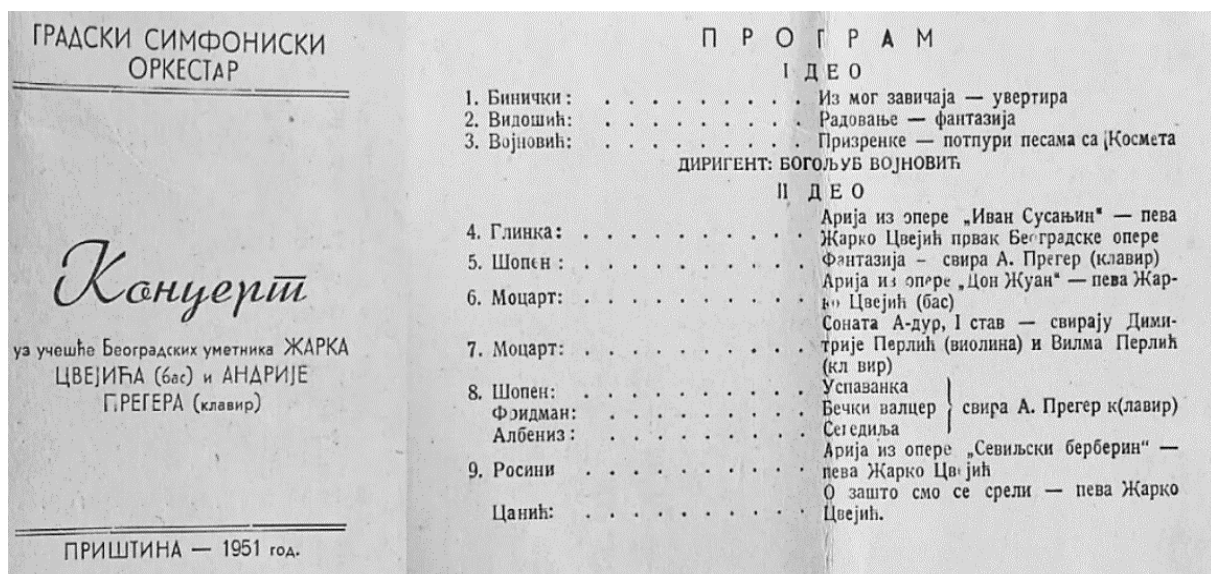 ГРАДСКИ СИМФОНИСКИ
ОРКЕСТАР
Концерт
уз учешће Београдских уметника ЖАРКА
ЦВЕЈИЋА (бас) и АНДРИЈЕ
ПРЕГЕРА (клавир)
ПРИШТИНА — 1951 год.
ПРОГРАМ
I ДЕО
1. Бинички: . . . . . . . . . Из мог завичаја — увертира
2. Видошић: . . . . . . . . . Радовање — фантазија
3. Војновић: . . . . . . . . . Призренке — потпури песама са Космета
ДИРИГЕНТ: БОГОЉУБ ВОЈНОВИЋ
II ДЕО
4. Глинка: . . . . . . . . . Арија из опере „Иван Сусањин“ — пева
Жарко Цвејић првак Београдске опере
5. Шопен: . . . . . . . . . Фантазија – свира А. Прегер (клавир)
6. Моцарт: . . . . . . . . . Арија из опере „Дон Жуан“ — пева Жар-
ко Цвејић (бас)
7. Моцарт: . . . . . . . . . Соната А-дур, I став — свирају Дими-
трије Перлић (виолина) и Вилма Перлић
(кл вир)
8. Шопен: . . . . . . . . . Успаванка
Фридман: . . . . . . . . . Бечки валцер } свира А. Прегер к(лавир)
Албениз: . . . . . . . . . Сегедиља
9. Росини . . . . . . . . . Арија из опере „Севиљски берберин“ —
пева Жарко Цвејић
Цанић: . . . . . . . . . О зашто смо се срели — пева Жарко
Цвејић.